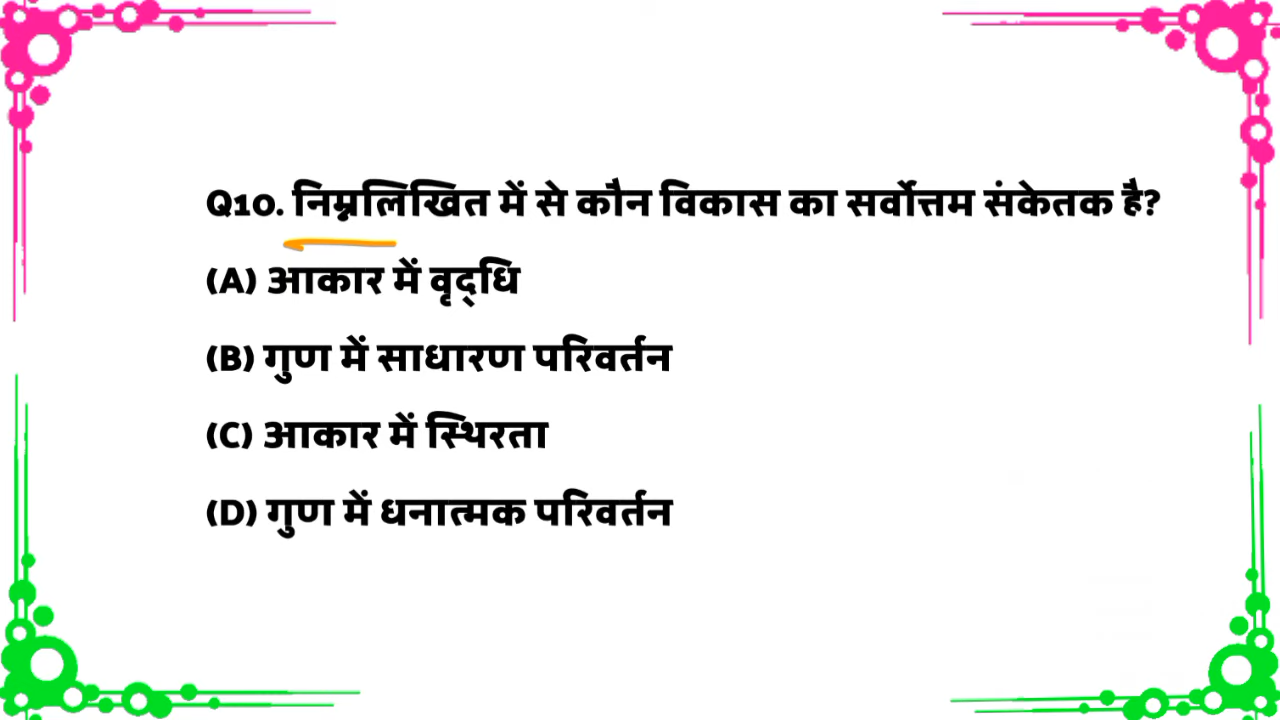 Q10. निम्नलिखित में से कौन विकास का सर्वोत्तम संकेतक है?
(A) आकार में वृद्धि
(B) गुण में साधारण परिवर्तन
(C) आकार में स्थिरता
(D) गुण में धनात्मक परिवर्तन